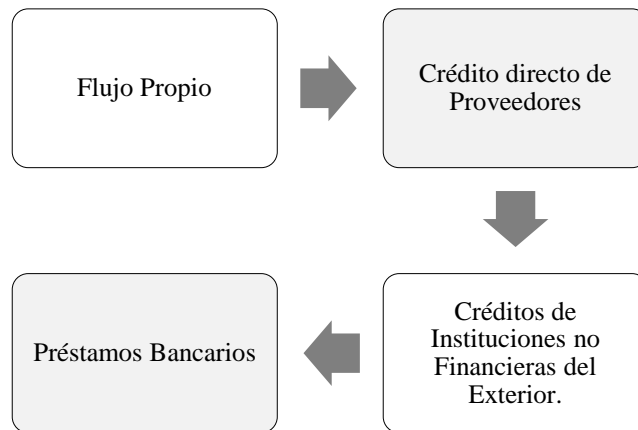 Flujo Propio
Crédito directo de
Proveedores
Créditos de
Instituciones no
Financieras del
Exterior.
Préstamos Bancarios